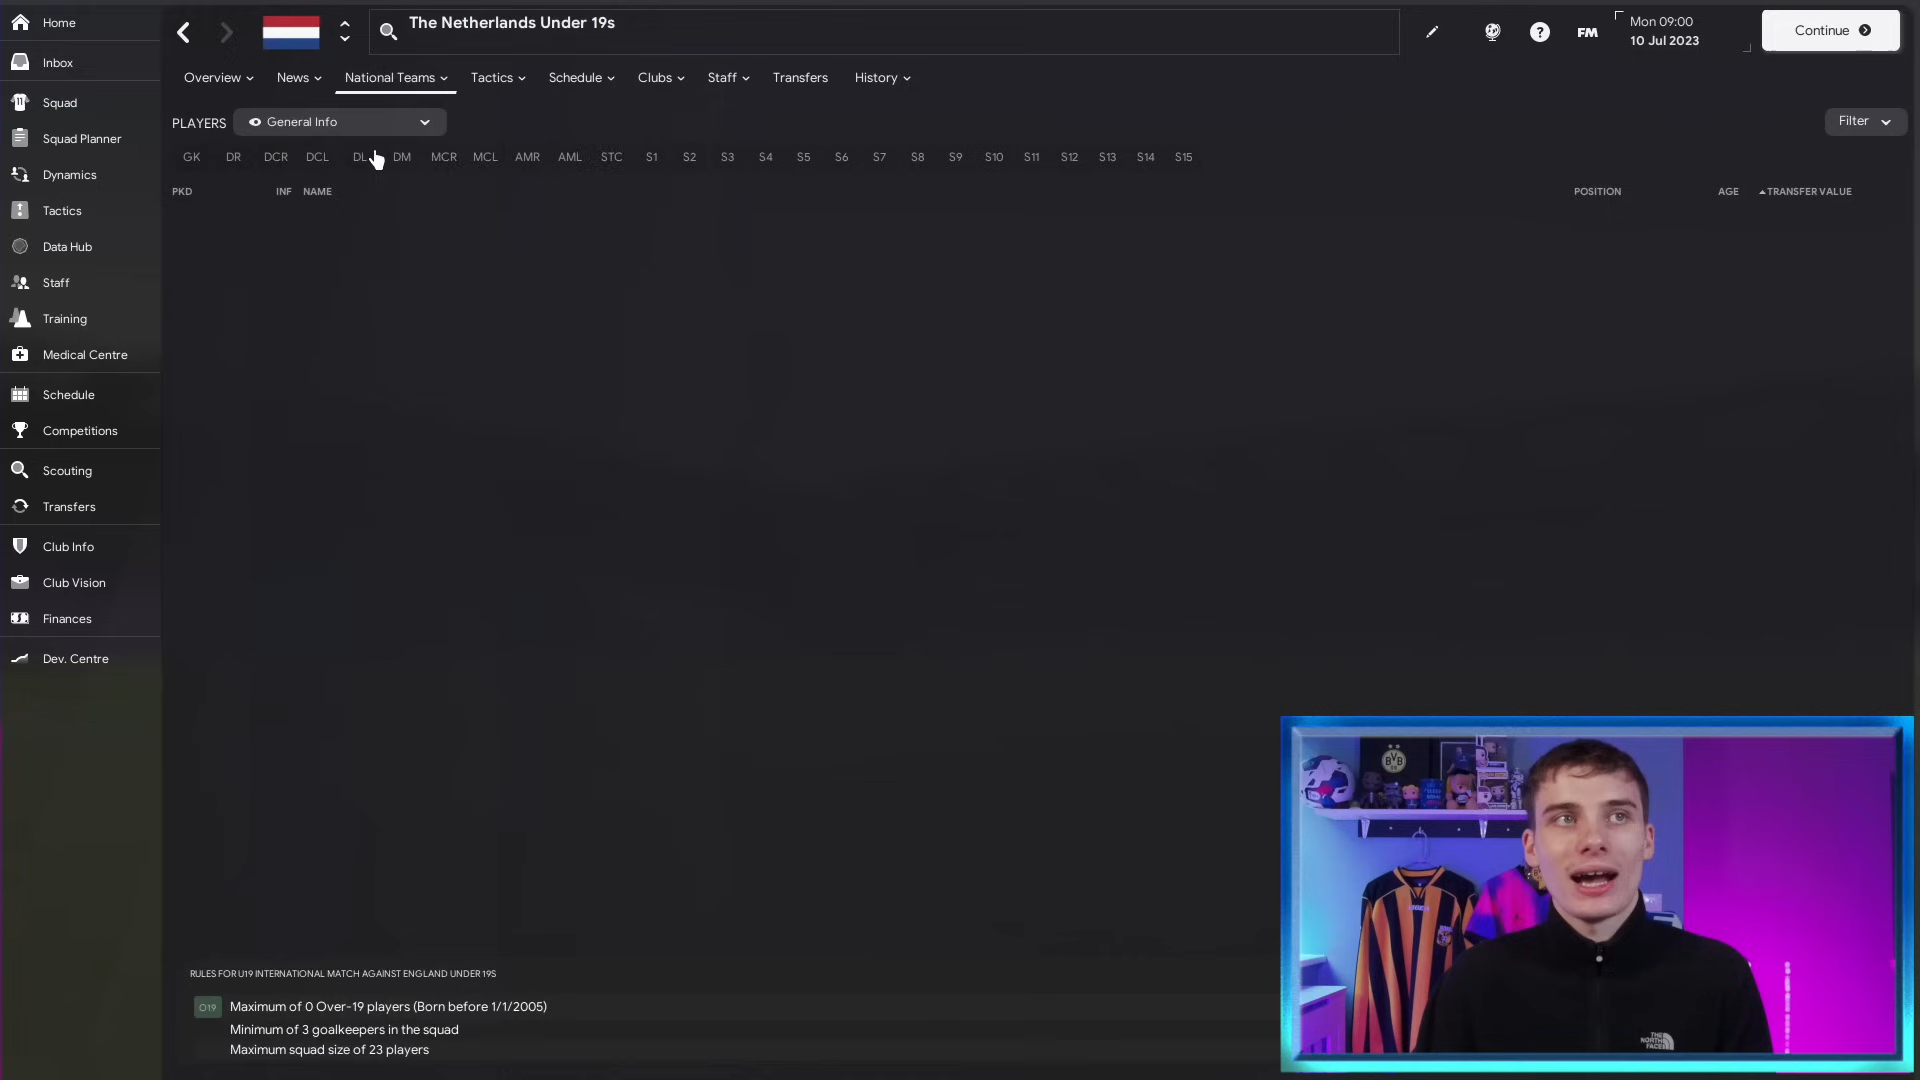 Home
The Netherlands Under 19s
FM
Mon 09:00
10 Jul 2023
Continue
Inbox
Overview
News
National Teams
Tactics
Schedule
Clubs
Staff
Transfers
History
Squad
PLAYERS
General Info
Filter
Squad Planner
GK DR DCR DCL DL DM MCR MCL AMR AML STC S1 S2 S3 S4 S5 S6 S7 S8 S9 S10 S11 S12 S13 S14 S15
Dynamics
PKD INF NAME POSITION AGE TRANSFER VALUE
Tactics
Data Hub
Staff
Training
Medical Centre
Schedule
Competitions
Scouting
Transfers
Club Info
Club Vision
Finances
Dev. Centre
BVB
09
RULES FOR U19 INTERNATIONAL MATCH AGAINST ENGLAND UNDER 19S
O19 Maximum of 0 Over-19 players (Born before 1/1/2005)
Minimum of 3 goalkeepers in the squad
Maximum squad size of 23 players
THE
NORTH
FACE